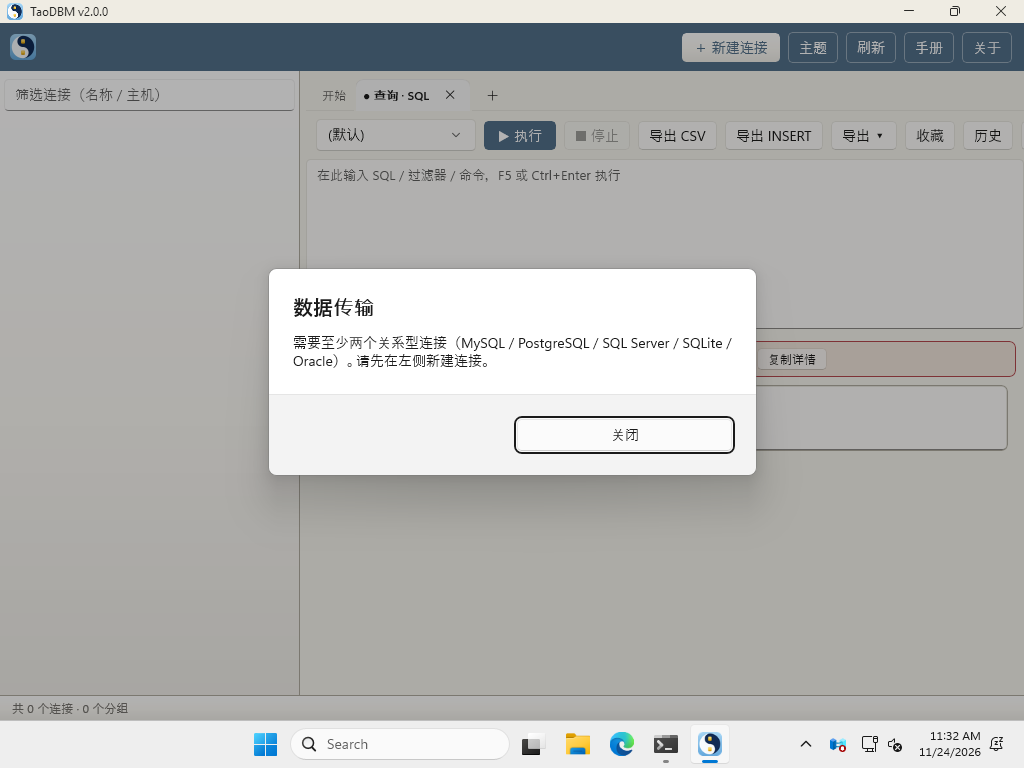 TaoDBM v2.0.0
+ 新建连接
主题
刷新
手册
关于
筛选连接（名称 / 主机）
开始
• 查询 · SQL
(默认)
执行
停止
导出 CSV
导出 INSERT
导出
收藏
历史
在此输入 SQL / 过滤器 / 命令，F5 或 Ctrl+Enter 执行
数据传输
需要至少两个关系型连接（MySQL / PostgreSQL / SQL Server / SQLite /
Oracle）。请先在左侧新建连接。
复制详情
关闭
共 0 个连接 · 0 个分组
Search
11:32 AM
11/24/2026